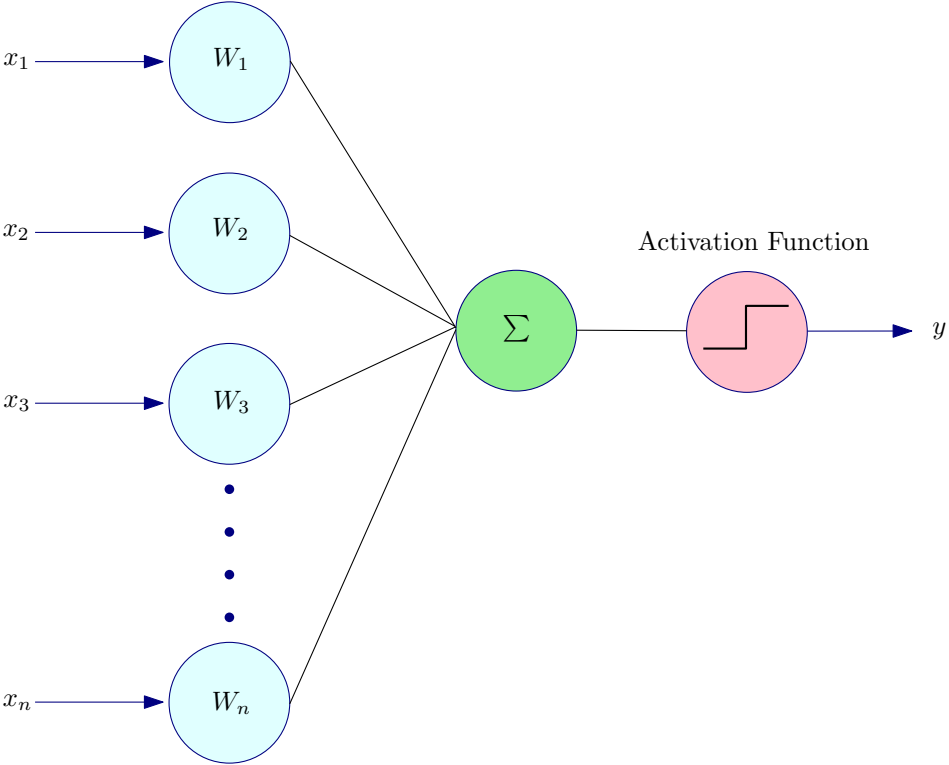 x₁ W₁
x₂ W₂
Activation Function
∑ y
x₃ W₃
xₙ Wₙ